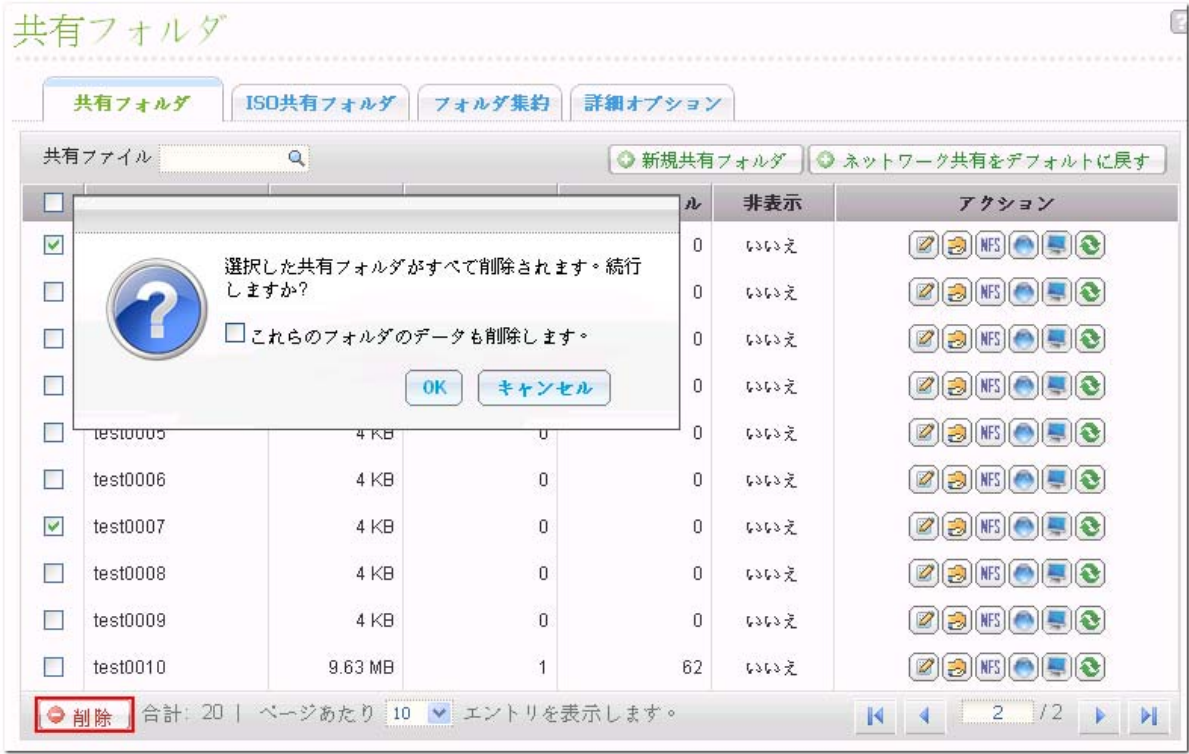 共有フォルダ
共有フォルダ ISO共有フォルダ フォルダ集約 詳細オプション
共有ファイル 新規共有フォルダ ネットワーク共有をデフォルトに戻す
ル 非表示 アクション
0 いいえ NFS
選択した共有フォルダがすべて削除されます。続行
しますか?
0 いいえ NFS
これらのフォルダのデータも削除します。
0 いいえ NFS
OK キャンセル
0 いいえ NFS
test0005 4 KB 0 0 いいえ NFS
test0006 4 KB 0 0 いいえ NFS
test0007 4 KB 0 0 いいえ NFS
test0008 4 KB 0 0 いいえ NFS
test0009 4 KB 0 0 いいえ NFS
test0010 9.63 MB 1 62 いいえ NFS
削除 合計: 20 | ページあたり 10 エントリを表示します。 2 /2